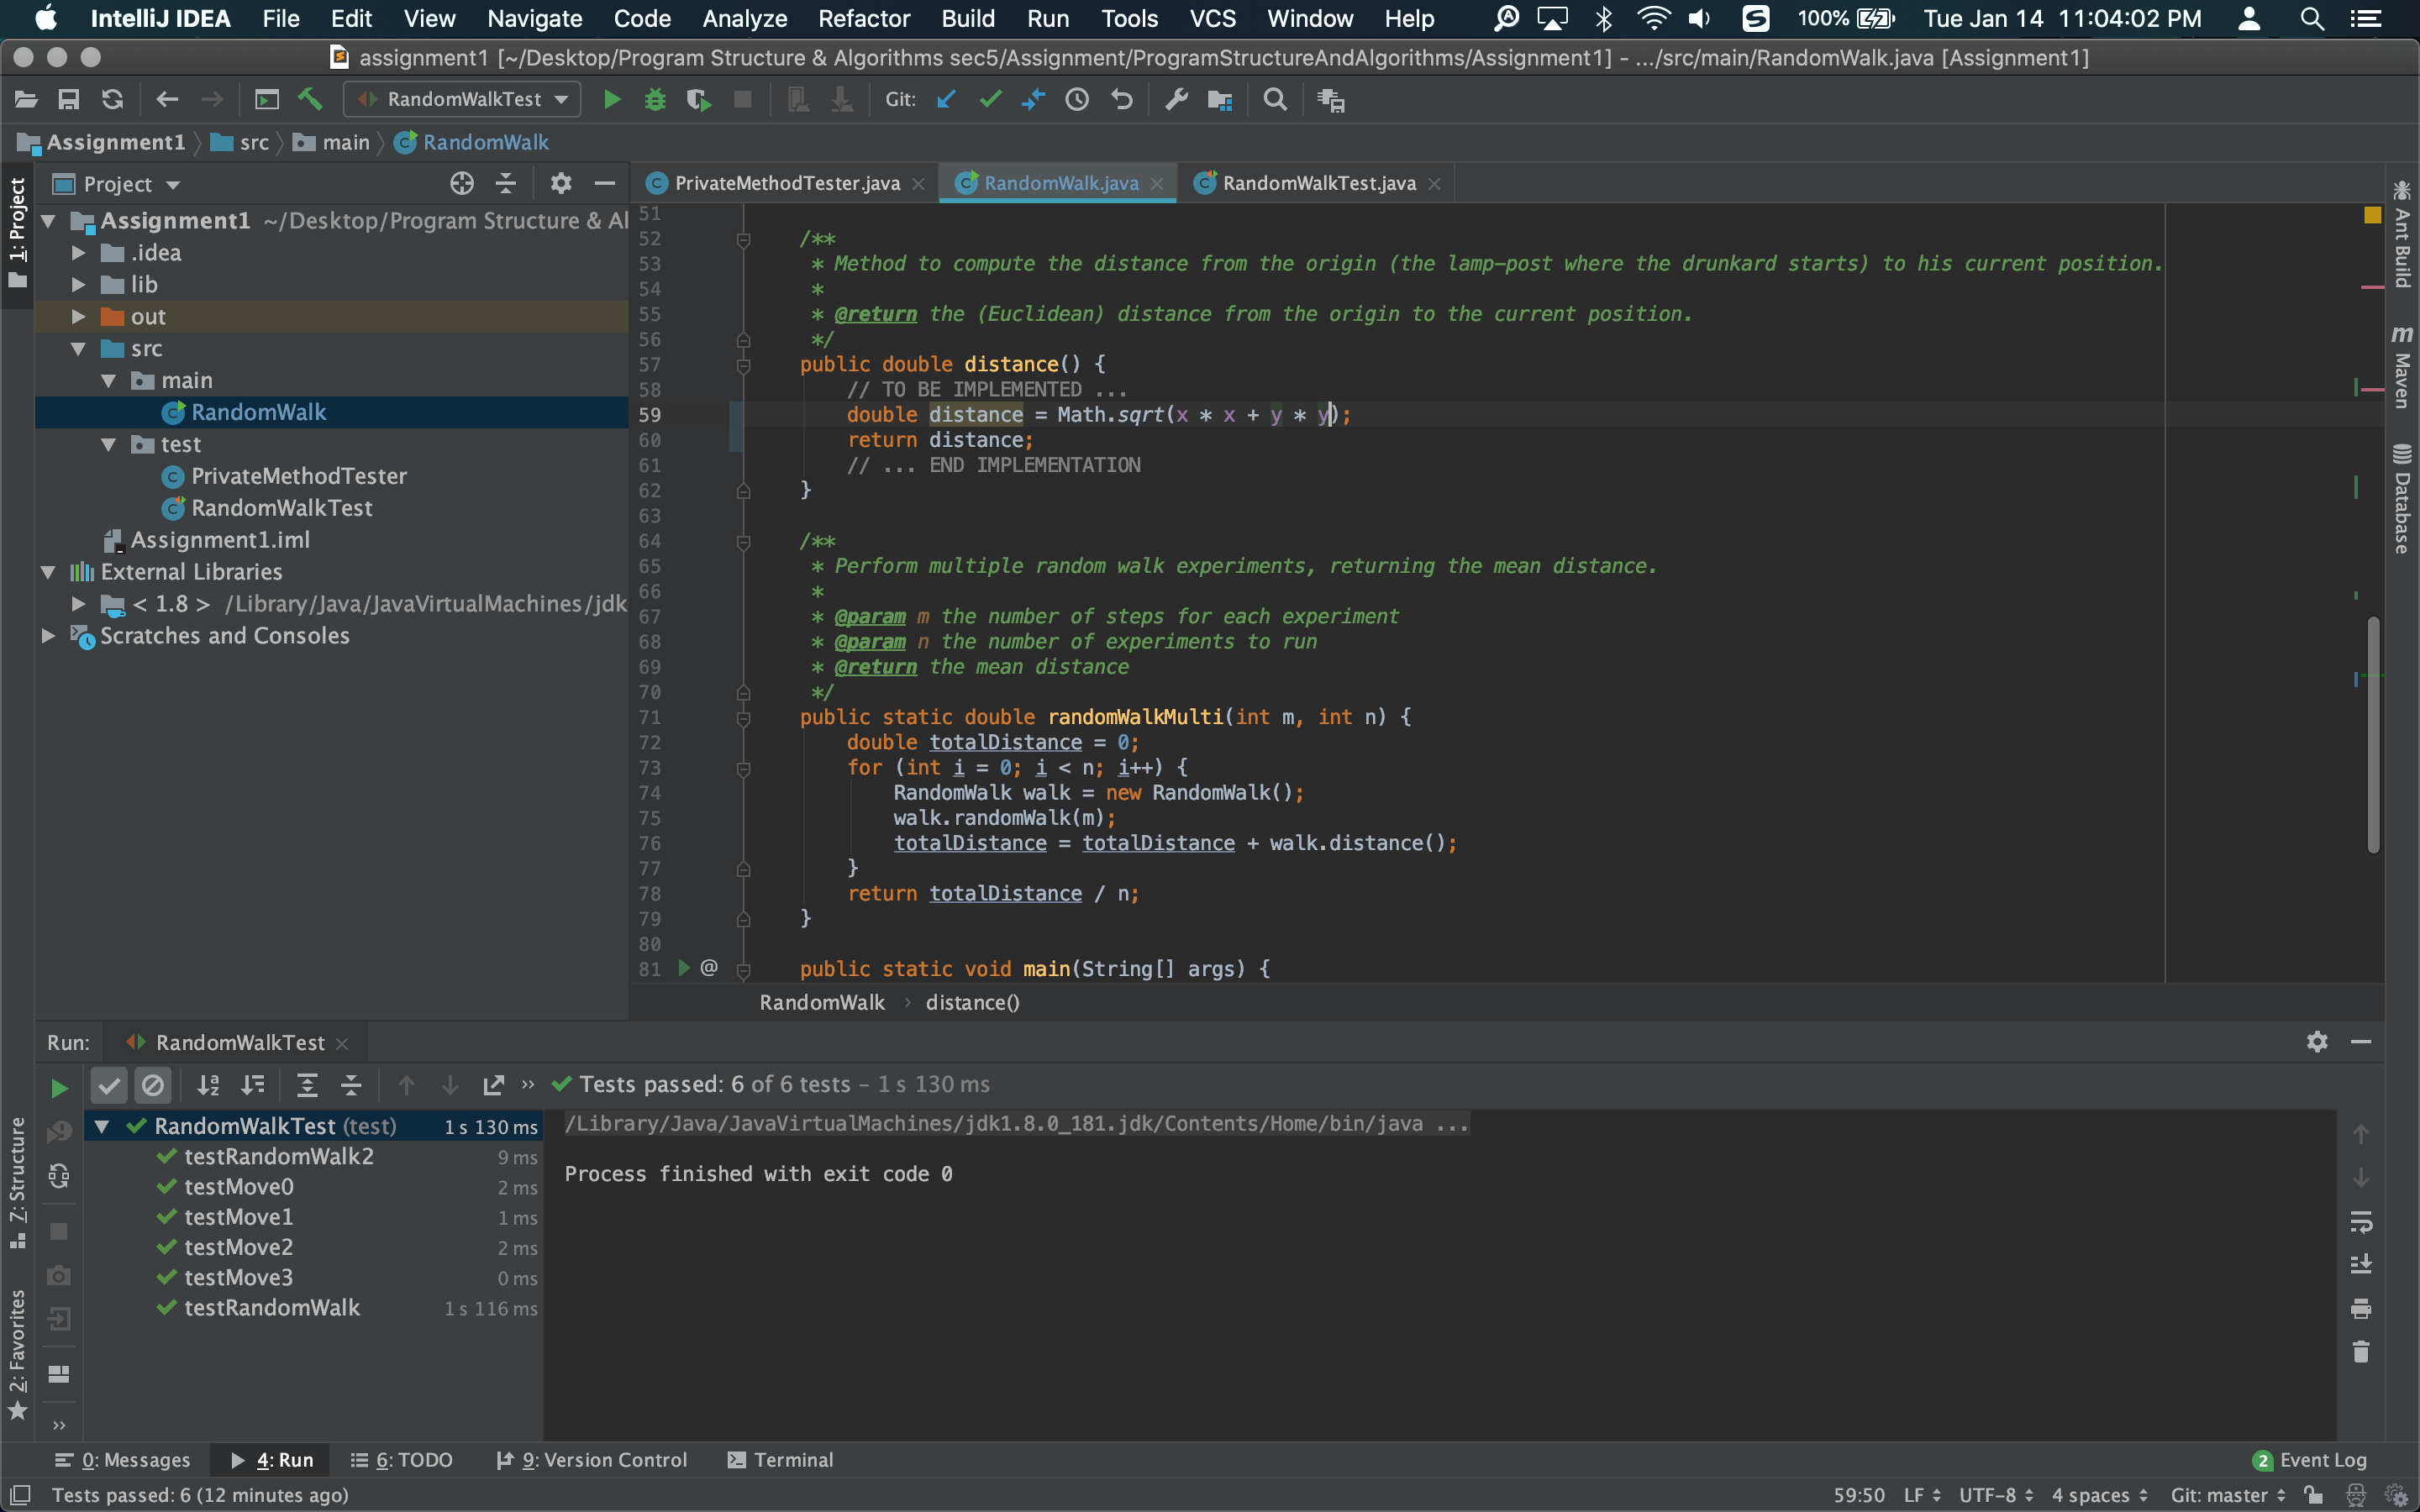 IntelliJ IDEA File Edit View Navigate Code Analyze Refactor Build Run Tools VCS Window Help 100% Tue Jan 14 11:04:02 PM
assignment1 [~/Desktop/Program Structure & Algorithms sec5/Assignment/ProgramStructureAndAlgorithms/Assignment1] - .../src/main/RandomWalk.java [Assignment1]
RandomWalkTest Git:
Assignment1 src main RandomWalk
1: Project
Project
Assignment1 ~/Desktop/Program Structure & Al
.idea
lib
out
src
main
RandomWalk
test
PrivateMethodTester
RandomWalkTest
Assignment1.iml
External Libraries
< 1.8 > /Library/Java/JavaVirtualMachines/jdk
Scratches and Consoles
PrivateMethodTester.java RandomWalk.java RandomWalkTest.java
51
52 /**
53 * Method to compute the distance from the origin (the lamp-post where the drunkard starts) to his current position.
54 *
55 * @return the (Euclidean) distance from the origin to the current position.
56 */
57 public double distance() {
58 // TO BE IMPLEMENTED ...
59 double distance = Math.sqrt(x * x + y * y);
60 return distance;
61 // ... END IMPLEMENTATION
62 }
63
64 /**
65 * Perform multiple random walk experiments, returning the mean distance.
66 *
67 * @param m the number of steps for each experiment
68 * @param n the number of experiments to run
69 * @return the mean distance
70 */
71 public static double randomWalkMulti(int m, int n) {
72 double totalDistance = 0;
73 for (int i = 0; i < n; i++) {
74 RandomWalk walk = new RandomWalk();
75 walk.randomWalk(m);
76 totalDistance = totalDistance + walk.distance();
77 }
78 return totalDistance / n;
79 }
80
81 @ public static void main(String[] args) {
RandomWalk › distance()
Ant Build
Maven
Database
Run: RandomWalkTest
» Tests passed: 6 of 6 tests – 1 s 130 ms
RandomWalkTest (test) 1 s 130 ms
testRandomWalk2 9 ms
testMove0 2 ms
testMove1 1 ms
testMove2 2 ms
testMove3 0 ms
testRandomWalk 1 s 116 ms
/Library/Java/JavaVirtualMachines/jdk1.8.0_181.jdk/Contents/Home/bin/java ...
Process finished with exit code 0
Z: Structure
2: Favorites
»
0: Messages 4: Run 6: TODO 9: Version Control Terminal 2 Event Log
Tests passed: 6 (12 minutes ago) 59:50 LF UTF-8 4 spaces Git: master